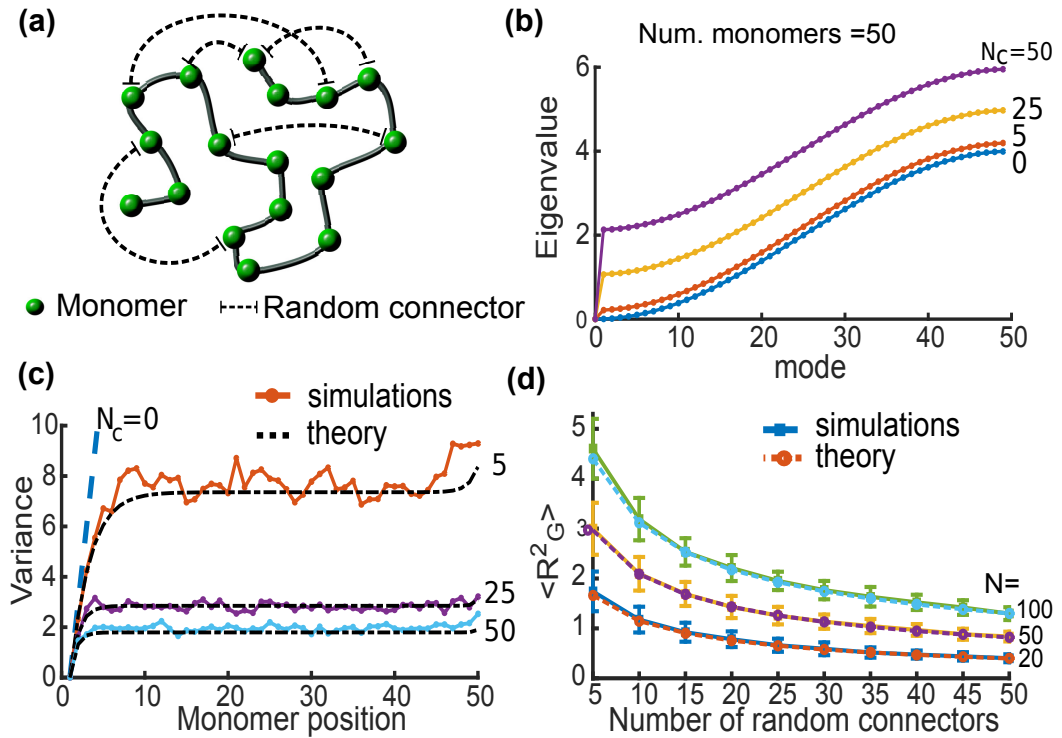 (a)
Monomer
Random connector
(b)
Num. monomers =50
N_C=50
25
5
0
Eigenvalue
6
4
2
0
0 10 20 30 40 50
mode
(c)
simulations
theory
N_c=0
5
25
50
Variance
10
8
6
4
2
0
0 10 20 30 40 50
Monomer position
(d)
simulations
theory
N=
100
50
20
<R²_G>
5
4
3
2
1
0
5 10 15 20 25 30 35 40 45 50
Number of random connectors